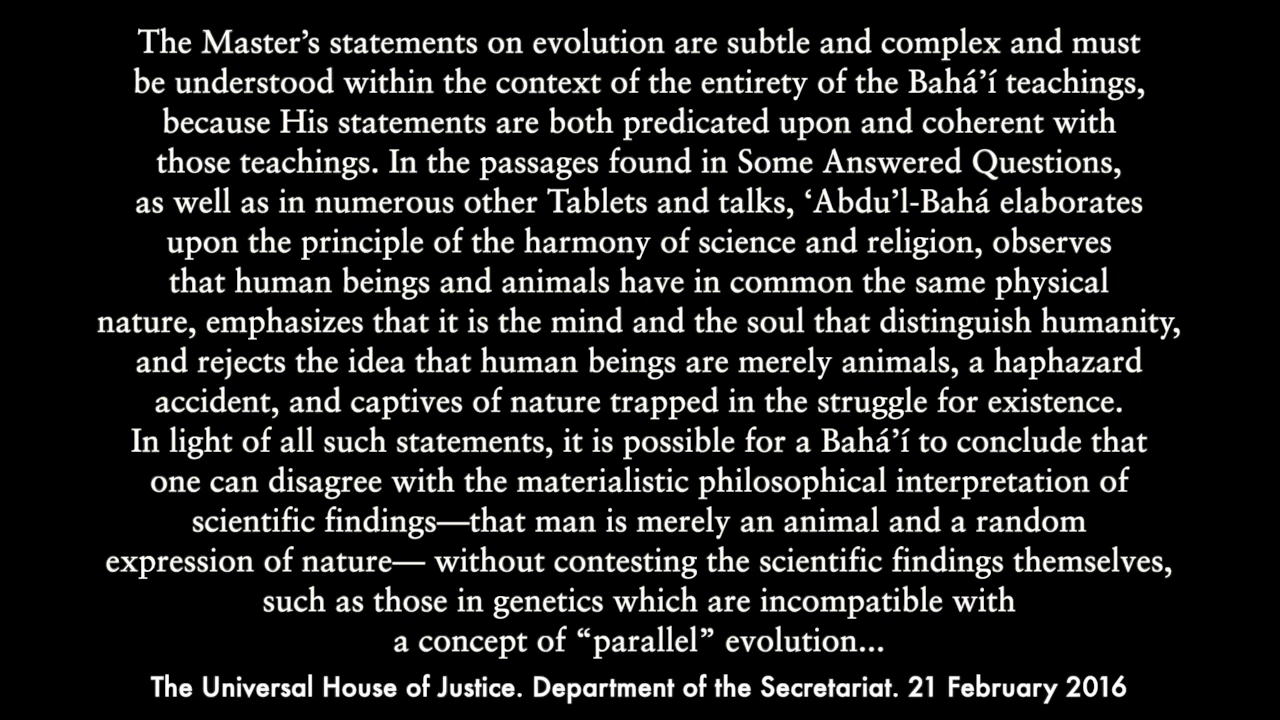 The Master’s statements on evolution are subtle and complex and must
be understood within the context of the entirety of the Bahá’í teachings,
because His statements are both predicated upon and coherent with
those teachings. In the passages found in Some Answered Questions,
as well as in numerous other Tablets and talks, ‘Abdu’l-Bahá elaborates
upon the principle of the harmony of science and religion, observes
that human beings and animals have in common the same physical
nature, emphasizes that it is the mind and the soul that distinguish humanity,
and rejects the idea that human beings are merely animals, a haphazard
accident, and captives of nature trapped in the struggle for existence.
In light of all such statements, it is possible for a Bahá’í to conclude that
one can disagree with the materialistic philosophical interpretation of
scientific findings—that man is merely an animal and a random
expression of nature— without contesting the scientific findings themselves,
such as those in genetics which are incompatible with
a concept of “parallel” evolution...
The Universal House of Justice. Department of the Secretariat. 21 February 2016